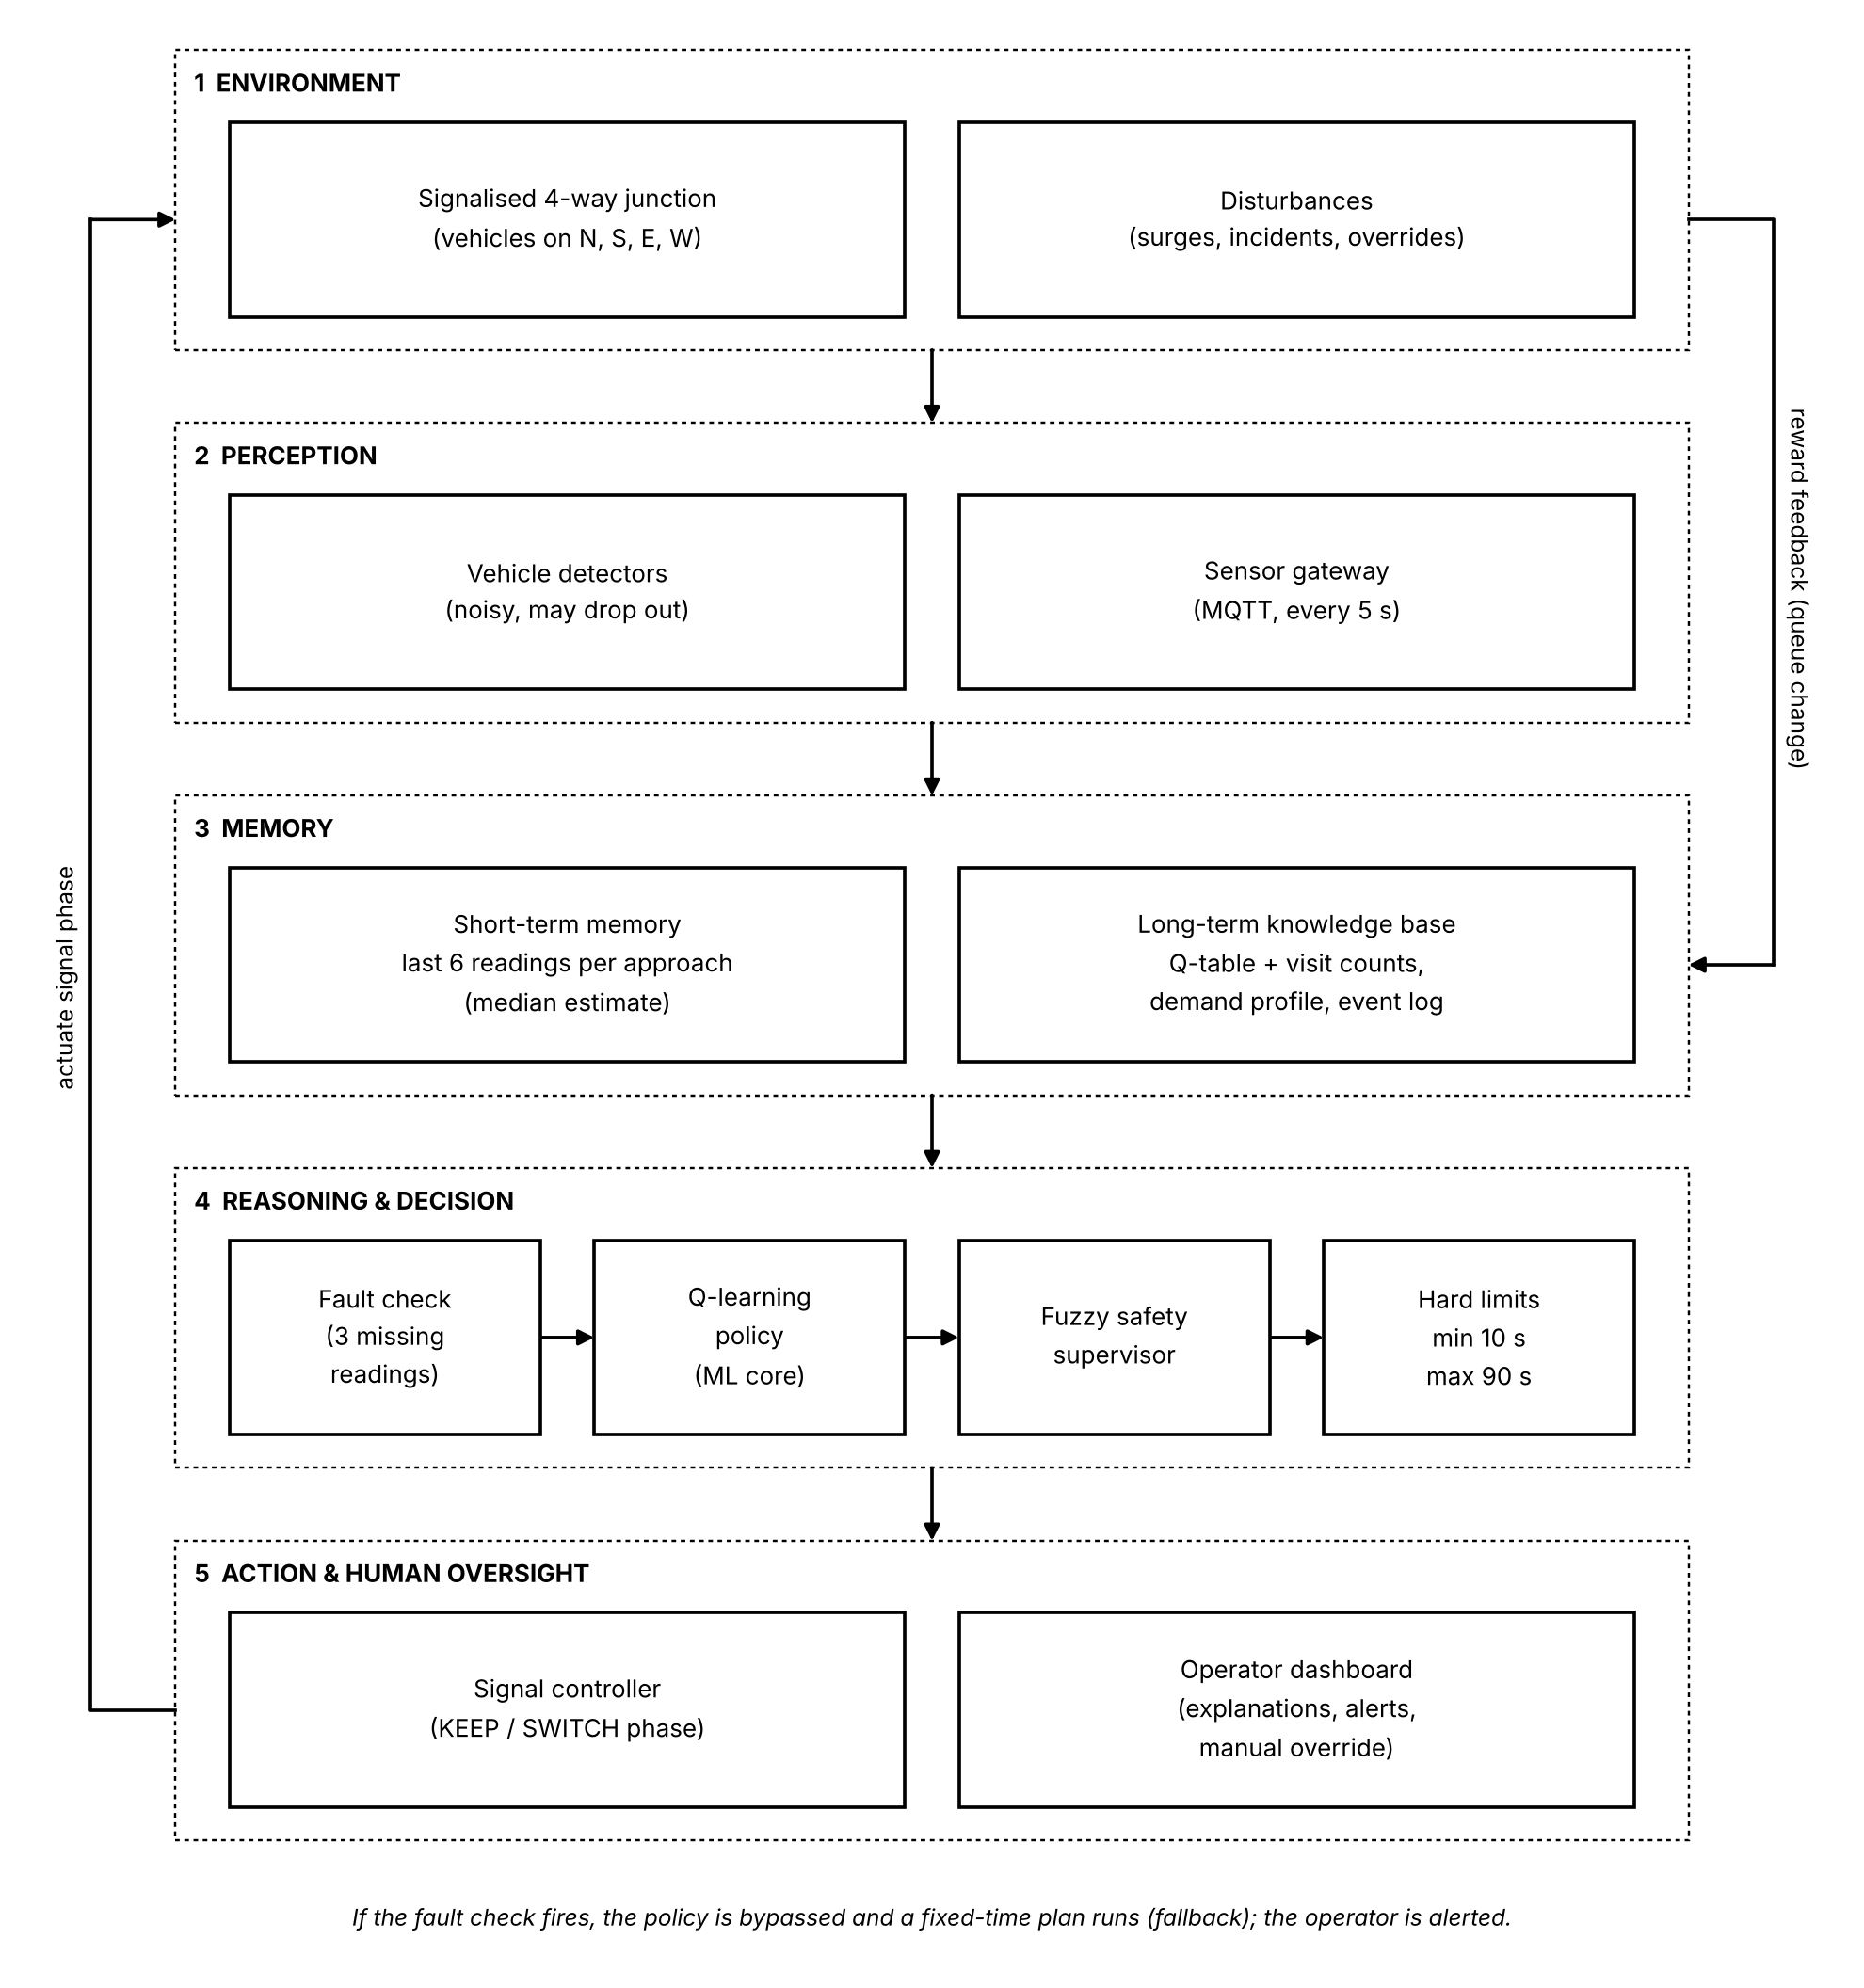 1 ENVIRONMENT
Signalised 4-way junction
(vehicles on N, S, E, W)
Disturbances
(surges, incidents, overrides)
reward feedback (queue change)
2 PERCEPTION
Vehicle detectors
(noisy, may drop out)
Sensor gateway
(MQTT, every 5 s)
3 MEMORY
Short-term memory
last 6 readings per approach
(median estimate)
Long-term knowledge base
Q-table + visit counts,
demand profile, event log
actuate signal phase
4 REASONING & DECISION
Fault check
(3 missing
readings)
Q-learning
policy
(ML core)
Fuzzy safety
supervisor
Hard limits
min 10 s
max 90 s
5 ACTION & HUMAN OVERSIGHT
Signal controller
(KEEP / SWITCH phase)
Operator dashboard
(explanations, alerts,
manual override)
If the fault check fires, the policy is bypassed and a fixed-time plan runs (fallback); the operator is alerted.